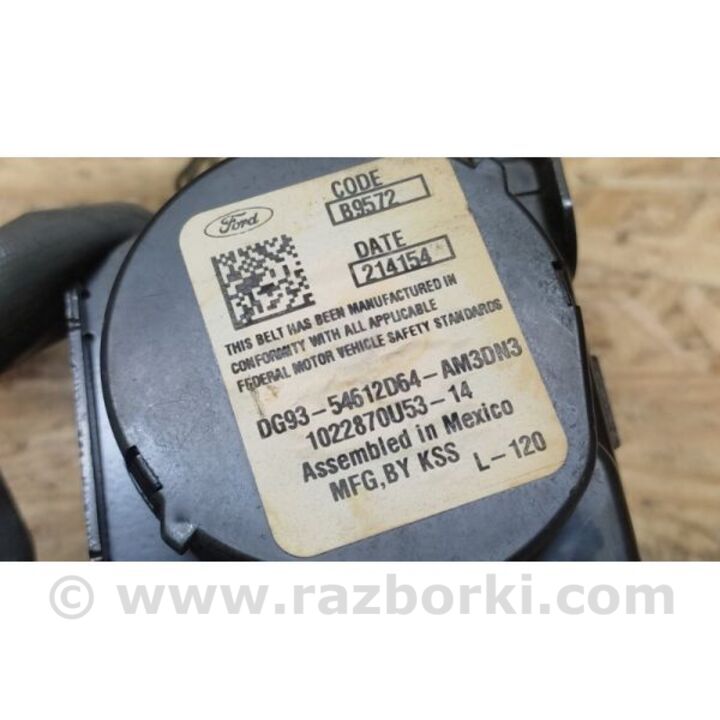 Ford
CODE
B9572
DATE
214154
THIS BELT HAS BEEN MANUFACTURED IN
CONFORMITY WITH ALL APPLICABLE
FEDERAL MOTOR VEHICLE SAFETY STANDARDS
DG93-54612D64-AM3DN3
1022870U53-14
Assembled in Mexico
MFG,BY KSS L-120
© www.razborki.com